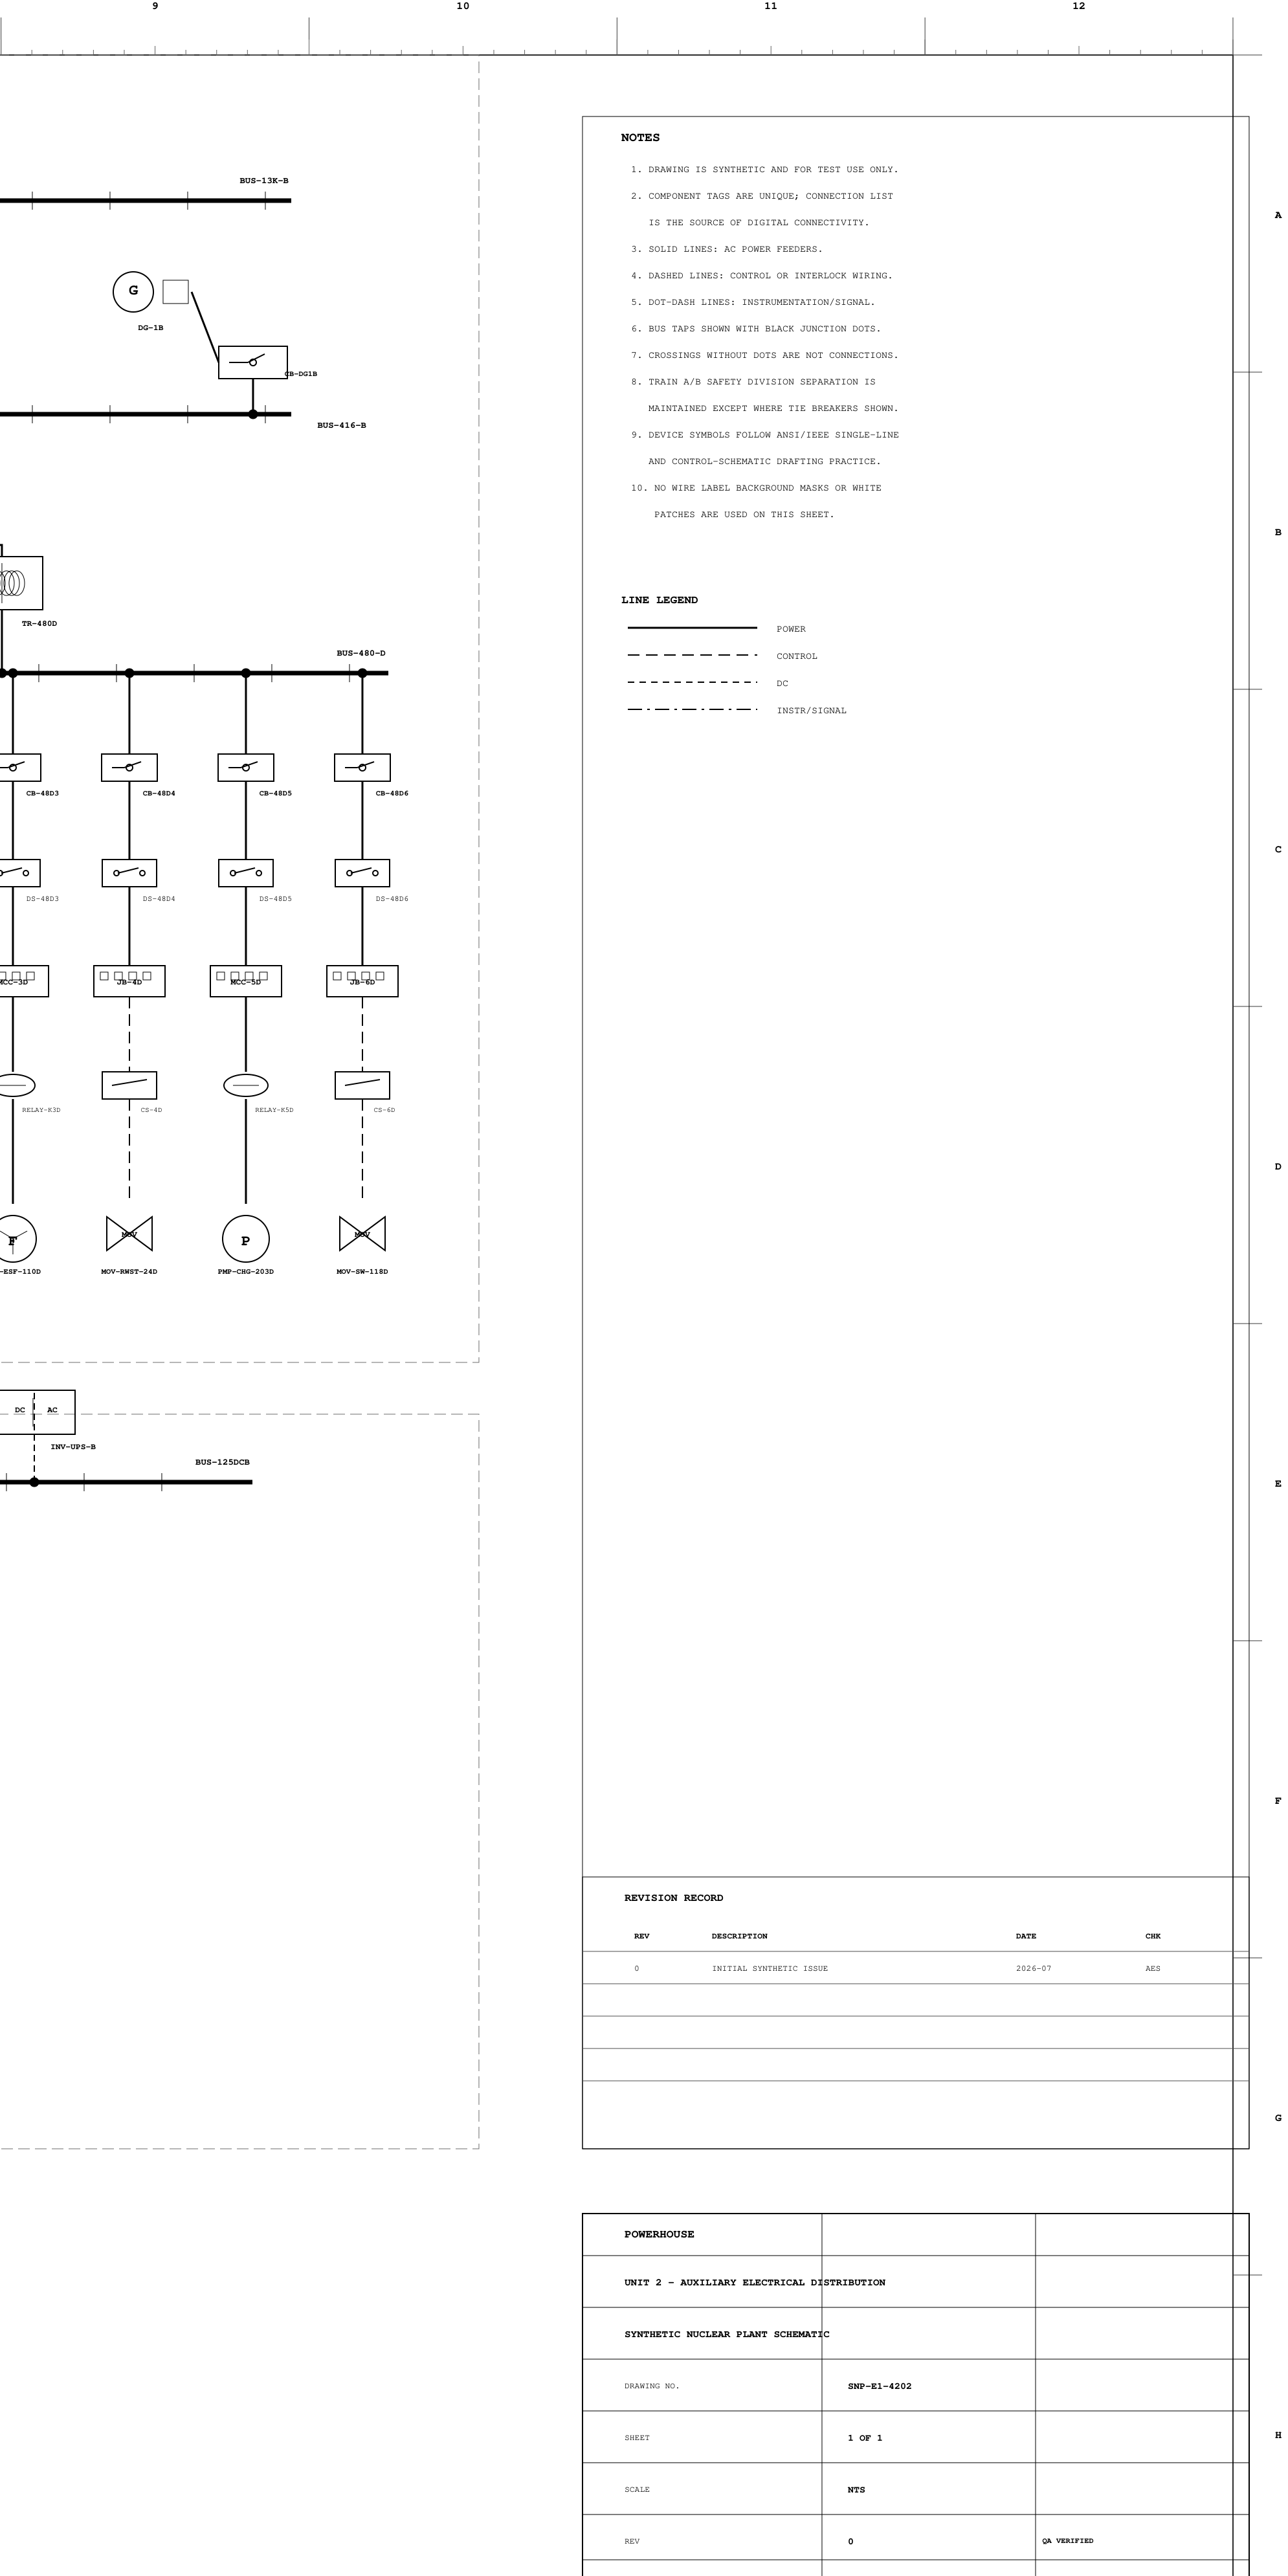 9 10 11 12
BUS-13K-B
G
DG-1B
CB-DG1B
BUS-416-B
TR-480D
BUS-480-D
CB-48D3 CB-48D4 CB-48D5 CB-48D6
DS-48D3 DS-48D4 DS-48D5 DS-48D6
MCC-3D JB-4D MCC-5D JB-6D
RELAY-K3D CS-4D RELAY-K5D CS-6D
F MOV P MOV
-ESF-110D MOV-RWST-24D PMP-CHG-203D MOV-SW-118D
DC AC
INV-UPS-B
BUS-125DCB
NOTES
1. DRAWING IS SYNTHETIC AND FOR TEST USE ONLY.
2. COMPONENT TAGS ARE UNIQUE; CONNECTION LIST
IS THE SOURCE OF DIGITAL CONNECTIVITY.
3. SOLID LINES: AC POWER FEEDERS.
4. DASHED LINES: CONTROL OR INTERLOCK WIRING.
5. DOT-DASH LINES: INSTRUMENTATION/SIGNAL.
6. BUS TAPS SHOWN WITH BLACK JUNCTION DOTS.
7. CROSSINGS WITHOUT DOTS ARE NOT CONNECTIONS.
8. TRAIN A/B SAFETY DIVISION SEPARATION IS
MAINTAINED EXCEPT WHERE TIE BREAKERS SHOWN.
9. DEVICE SYMBOLS FOLLOW ANSI/IEEE SINGLE-LINE
AND CONTROL-SCHEMATIC DRAFTING PRACTICE.
10. NO WIRE LABEL BACKGROUND MASKS OR WHITE
PATCHES ARE USED ON THIS SHEET.
LINE LEGEND
POWER
CONTROL
DC
INSTR/SIGNAL
REVISION RECORD
REV DESCRIPTION DATE CHK
0 INITIAL SYNTHETIC ISSUE 2026-07 AES
POWERHOUSE
UNIT 2 - AUXILIARY ELECTRICAL DISTRIBUTION
SYNTHETIC NUCLEAR PLANT SCHEMATIC
DRAWING NO. SNP-E1-4202
SHEET 1 OF 1
SCALE NTS
REV 0 QA VERIFIED
A
B
C
D
E
F
G
H